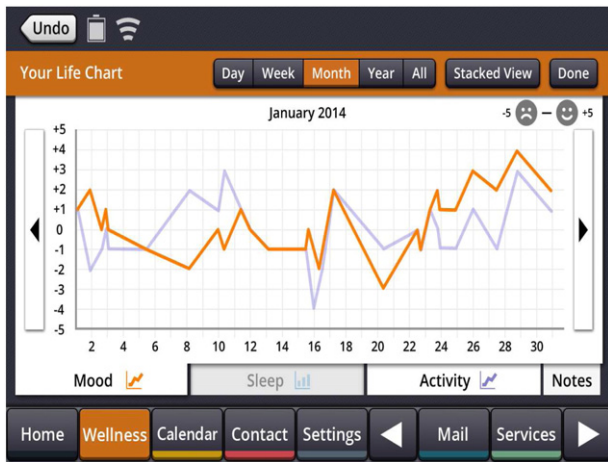 Undo
Your Life Chart
Day Week Month Year All Stacked View Done
January 2014
-5 +5
+5
+4
+3
+2
+1
0
-1
-2
-3
-4
-5
2 4 6 8 10 12 14 16 18 20 22 24 26 28 30
Mood Sleep Activity Notes
Home Wellness Calendar Contact Settings Mail Services